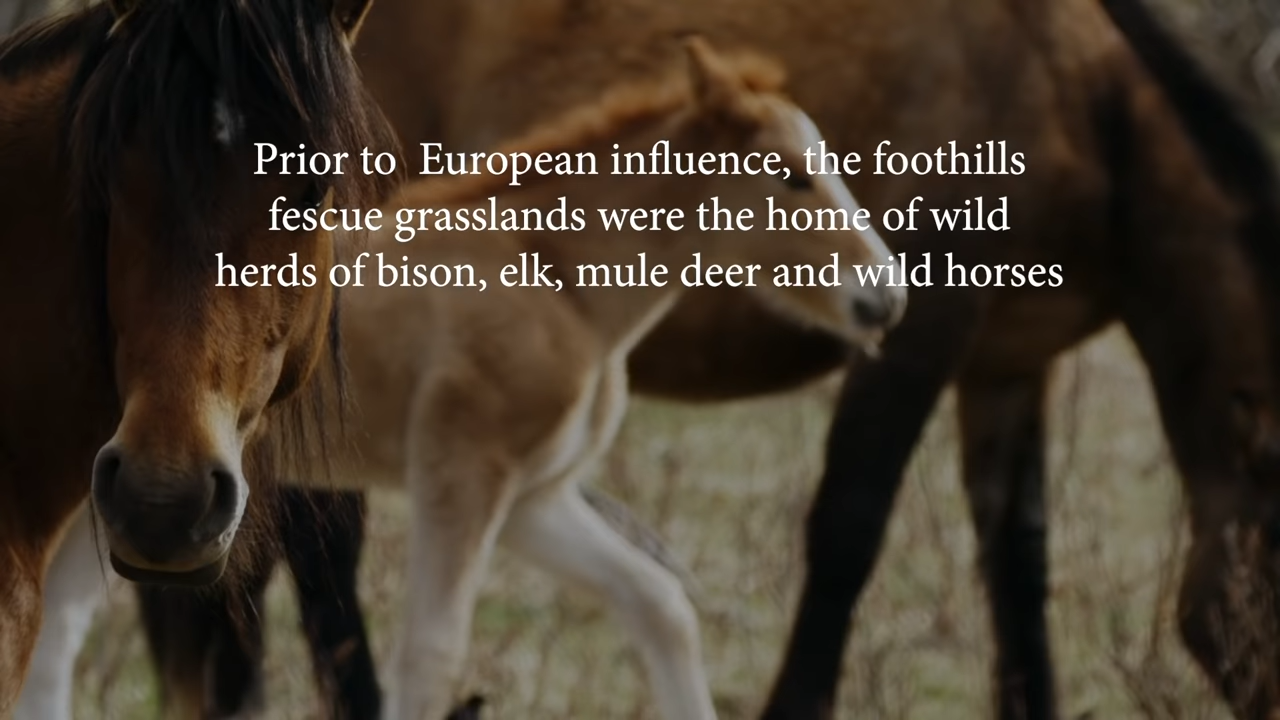 Prior to  European influence, the foothills
fescue grasslands were the home of wild
herds of bison, elk, mule deer and wild horses